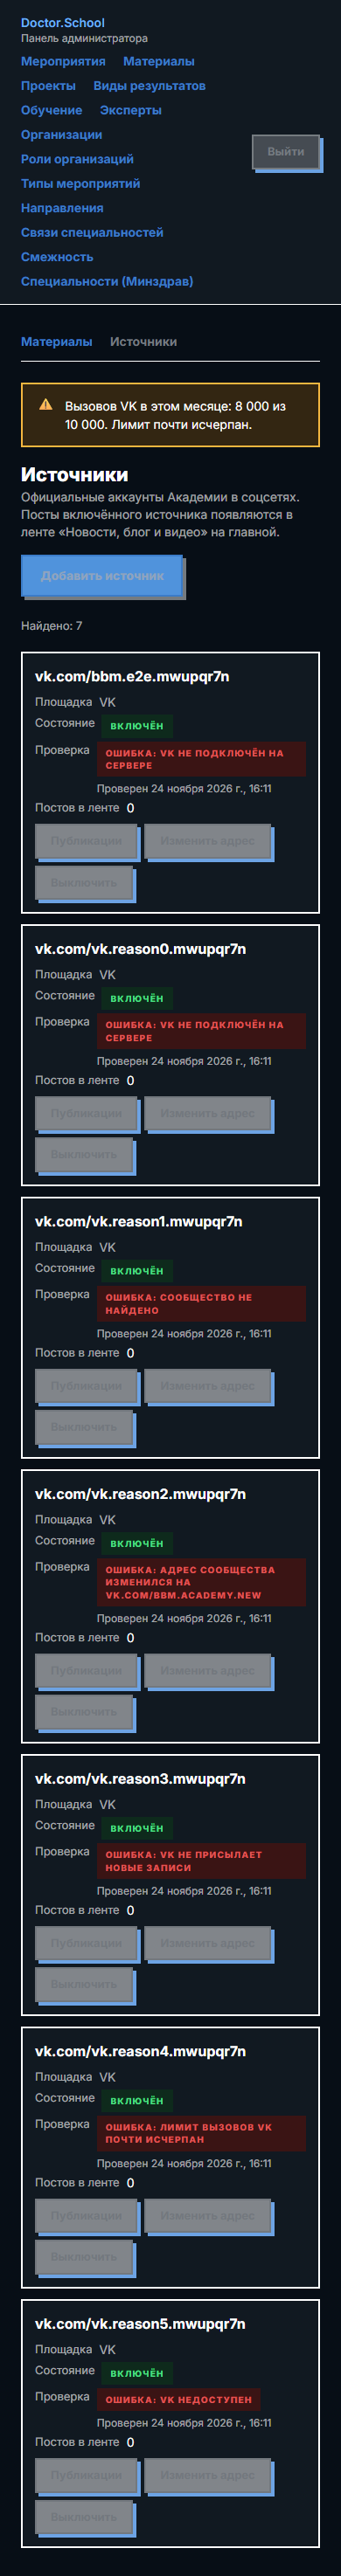 Doctor.School
Панель администратора
Мероприятия Материалы
Проекты Виды результатов
Обучение Эксперты
Организации
Роли организаций
Типы мероприятий
Направления
Связи специальностей
Смежность
Специальности (Минздрав)
Выйти
Материалы Источники
Вызовов VK в этом месяце: 8 000 из
10 000. Лимит почти исчерпан.
Источники
Официальные аккаунты Академии в соцсетях.
Посты включённого источника появляются в
ленте «Новости, блог и видео» на главной.
Добавить источник
Найдено: 7
vk.com/bbm.e2e.mwupqr7n
Площадка VK
Состояние ВКЛЮЧЁН
Проверка ОШИБКА: VK НЕ ПОДКЛЮЧЁН НА
СЕРВЕРЕ
Проверен 24 ноября 2026 г., 16:11
Постов в ленте 0
Публикации Изменить адрес
Выключить
vk.com/vk.reason0.mwupqr7n
Площадка VK
Состояние ВКЛЮЧЁН
Проверка ОШИБКА: VK НЕ ПОДКЛЮЧЁН НА
СЕРВЕРЕ
Проверен 24 ноября 2026 г., 16:11
Постов в ленте 0
Публикации Изменить адрес
Выключить
vk.com/vk.reason1.mwupqr7n
Площадка VK
Состояние ВКЛЮЧЁН
Проверка ОШИБКА: СООБЩЕСТВО НЕ
НАЙДЕНО
Проверен 24 ноября 2026 г., 16:11
Постов в ленте 0
Публикации Изменить адрес
Выключить
vk.com/vk.reason2.mwupqr7n
Площадка VK
Состояние ВКЛЮЧЁН
Проверка ОШИБКА: АДРЕС СООБЩЕСТВА
ИЗМЕНИЛСЯ НА
VK.COM/BBM.ACADEMY.NEW
Проверен 24 ноября 2026 г., 16:11
Постов в ленте 0
Публикации Изменить адрес
Выключить
vk.com/vk.reason3.mwupqr7n
Площадка VK
Состояние ВКЛЮЧЁН
Проверка ОШИБКА: VK НЕ ПРИСЫЛАЕТ
НОВЫЕ ЗАПИСИ
Проверен 24 ноября 2026 г., 16:11
Постов в ленте 0
Публикации Изменить адрес
Выключить
vk.com/vk.reason4.mwupqr7n
Площадка VK
Состояние ВКЛЮЧЁН
Проверка ОШИБКА: ЛИМИТ ВЫЗОВОВ VK
ПОЧТИ ИСЧЕРПАН
Проверен 24 ноября 2026 г., 16:11
Постов в ленте 0
Публикации Изменить адрес
Выключить
vk.com/vk.reason5.mwupqr7n
Площадка VK
Состояние ВКЛЮЧЁН
Проверка ОШИБКА: VK НЕДОСТУПЕН
Проверен 24 ноября 2026 г., 16:11
Постов в ленте 0
Публикации Изменить адрес
Выключить